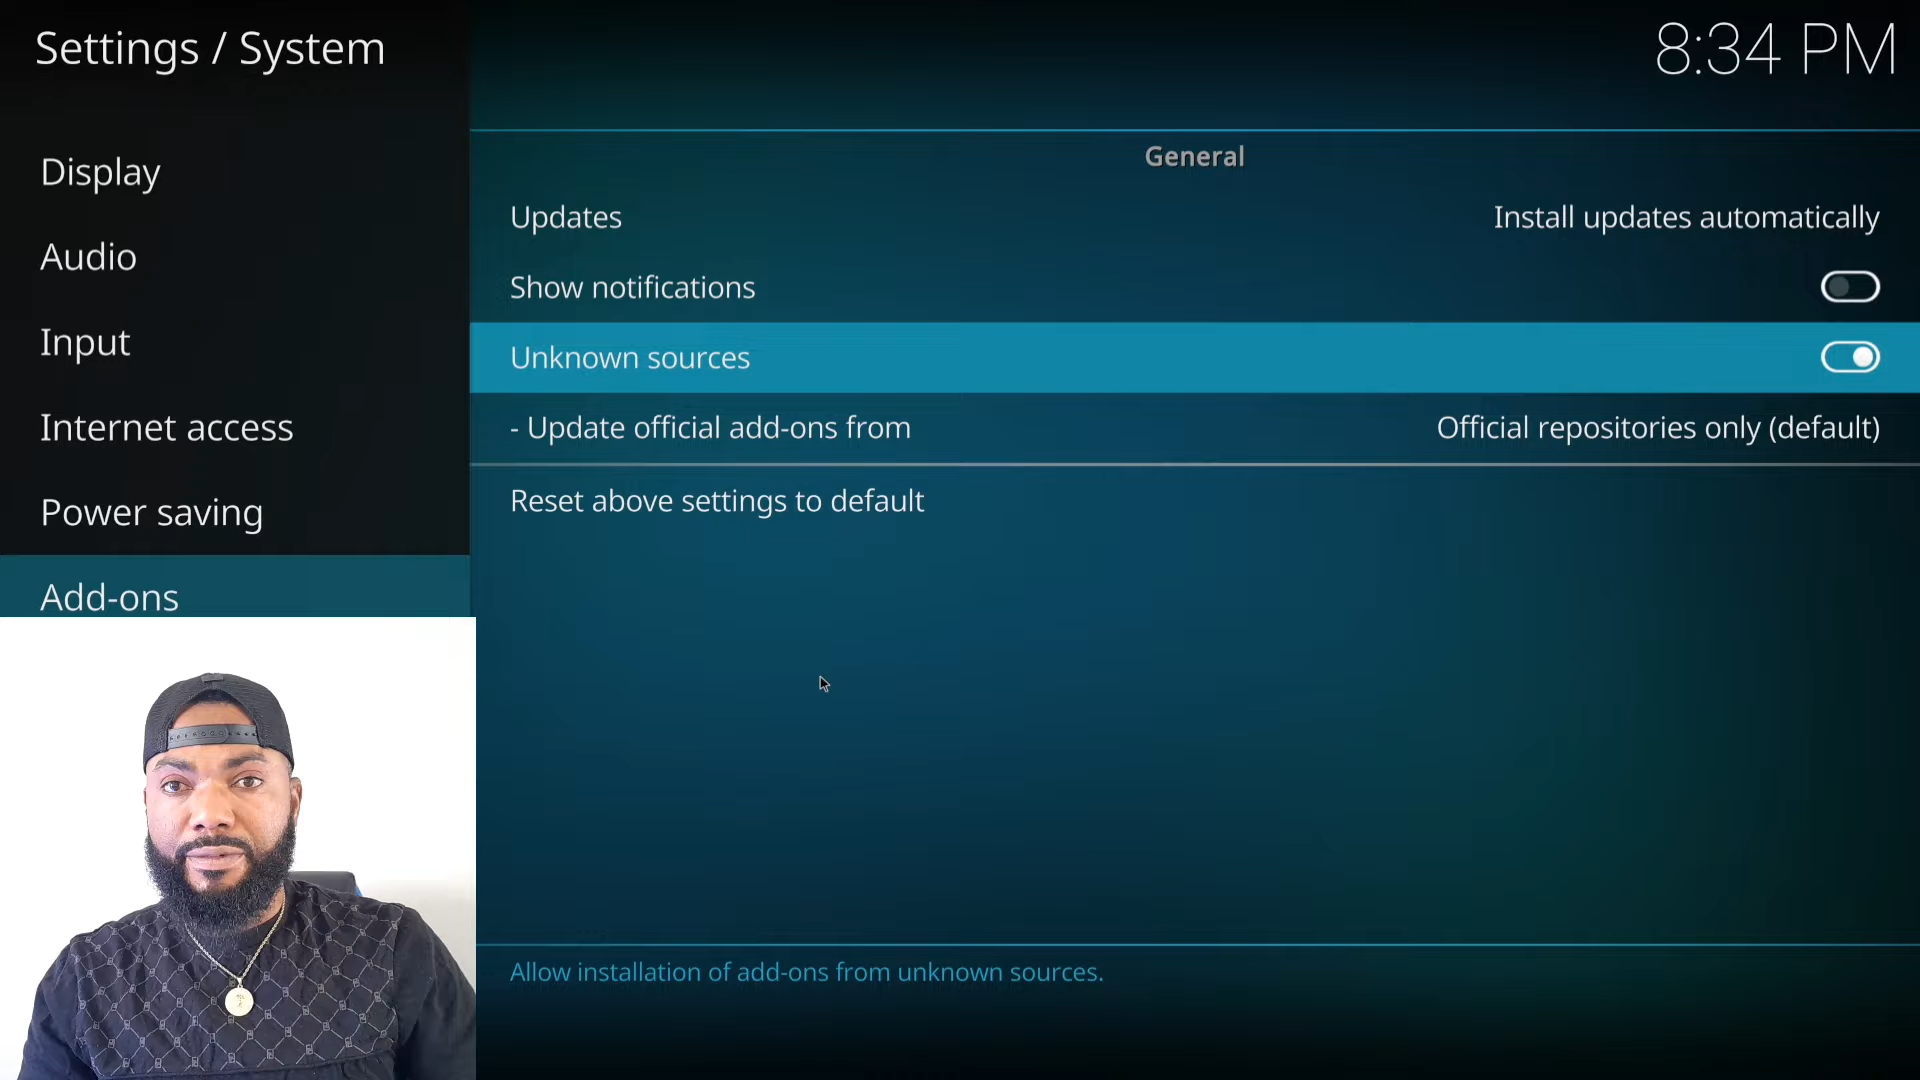 Settings / System
8:34 PM
Display
Audio
Input
Internet access
Power saving
Add-ons
General
Updates
Install updates automatically
Show notifications
Unknown sources
- Update official add-ons from
Official repositories only (default)
Reset above settings to default
Allow installation of add-ons from unknown sources.